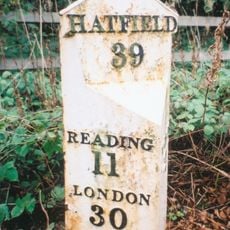 HATFIELD
39
READING
11
LONDON
30